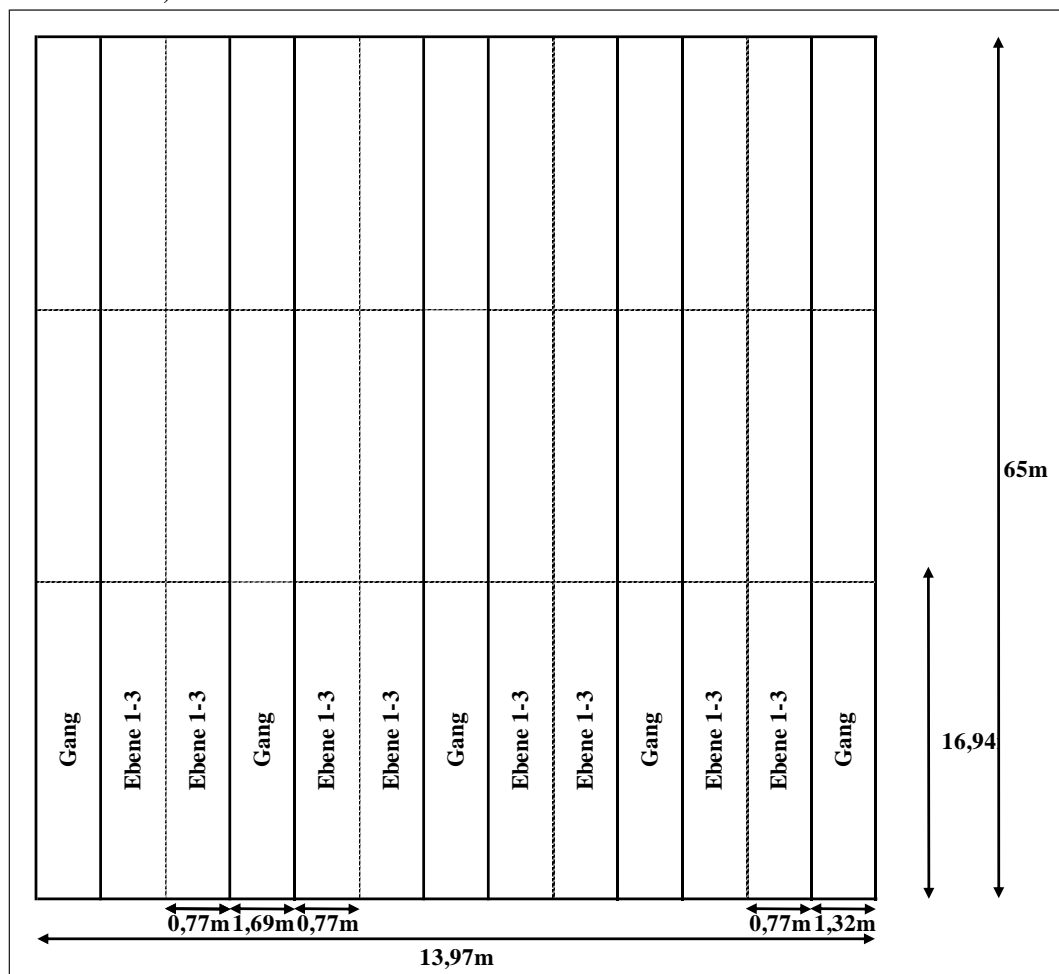 65m
16,94
Gang
Ebene 1-3
Ebene 1-3
Gang
Ebene 1-3
Ebene 1-3
Gang
Ebene 1-3
Ebene 1-3
Gang
Ebene 1-3
Ebene 1-3
Gang
0,77m 1,69m 0,77m 0,77m 1,32m
13,97m